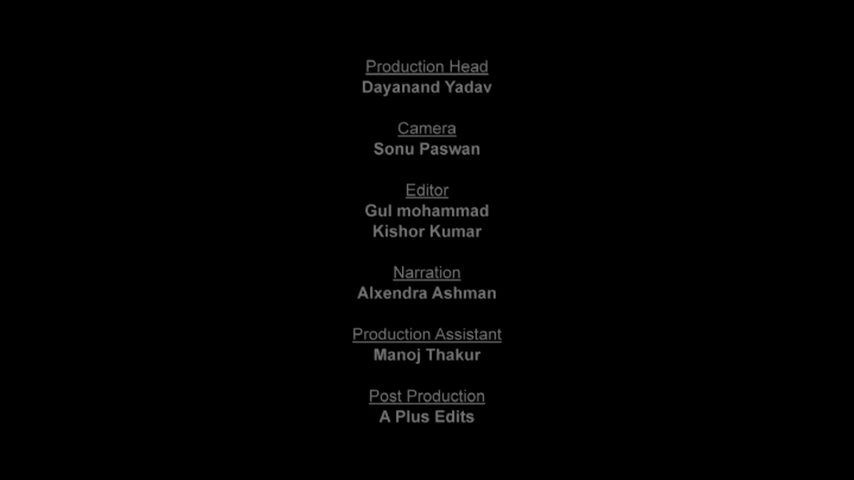 Production Head
Dayanand Yadav
Camera
Sonu Paswan
Editor
Gul mohammad
Kishor Kumar
Narration
Alxendra Ashman
Production Assistant
Manoj Thakur
Post Production
A Plus Edits